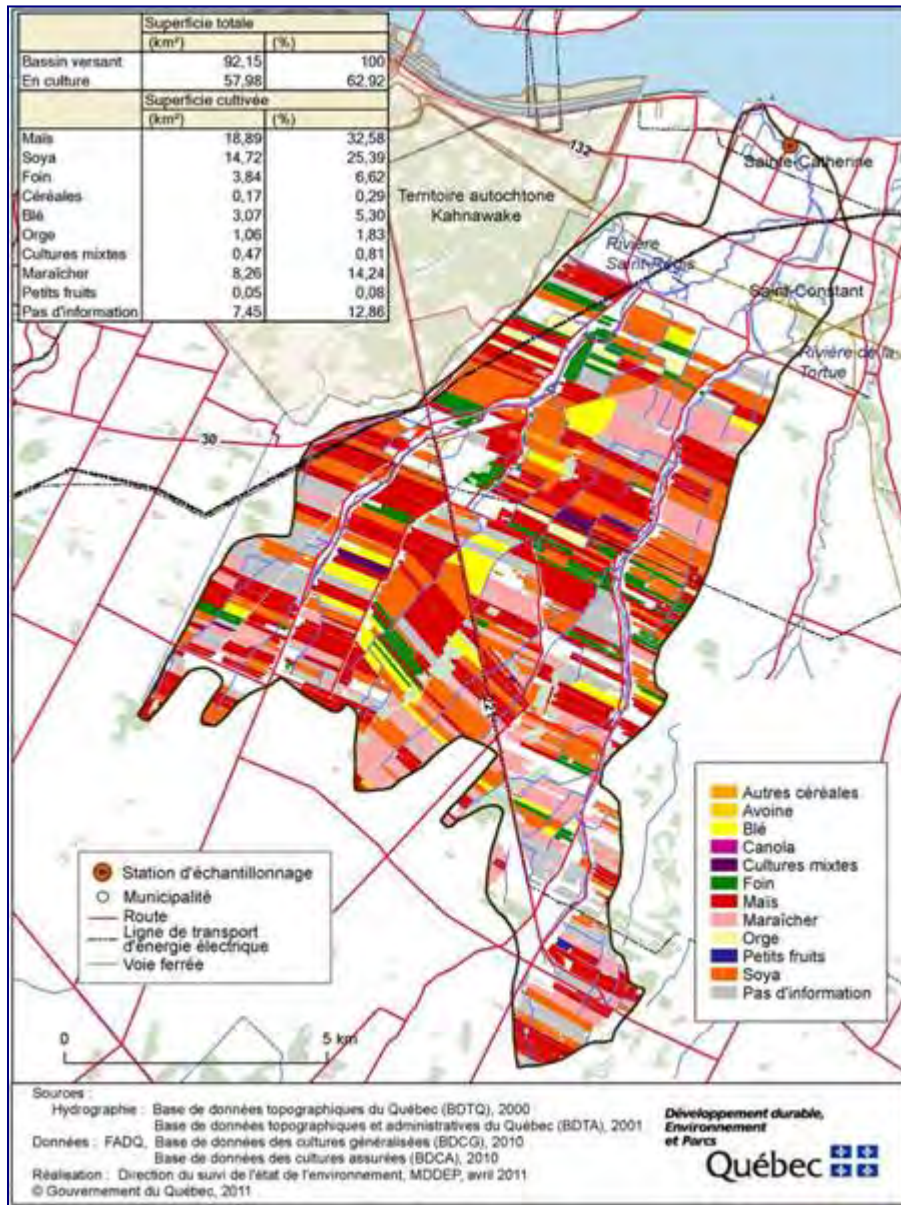 Superficie totale
(km²) (%)
Bassin versant 92,15 100
En culture 57,98 62,92
Superficie cultivée
(km²) (%)
Maïs 18,89 32,58
Soya 14,72 25,39
Foin 3,84 6,62
Céréales 0,17 0,29
Blé 3,07 5,30
Orge 1,06 1,83
Cultures mixtes 0,47 0,81
Maraîcher 8,26 14,24
Petits fruits 0,05 0,08
Pas d'information 7,45 12,86
132
Sainte-Catherine
Territoire autochtone
Kahnawake
Rivière
Saint-Régis
Saint-Constant
Rivière de la
Tortue
30
Autres céréales
Avoine
Blé
Canola
Cultures mixtes
Foin
Maïs
Maraîcher
Orge
Petits fruits
Soya
Pas d'information
Station d'échantillonnage
Municipalité
Route
Ligne de transport
d'énergie électrique
Voie ferrée
0 5 km
Sources :
Hydrographie : Base de données topographiques du Québec (BDTQ), 2000
Base de données topographiques et administratives du Québec (BDTA), 2001
Données : FADQ, Base de données des cultures généralisées (BDCG), 2010
Base de données des cultures assurées (BDCA), 2010
Réalisation : Direction du suivi de l'état de l'environnement, MDDEP, avril 2011
© Gouvernement du Québec, 2011
Développement durable,
Environnement
et Parcs
Québec